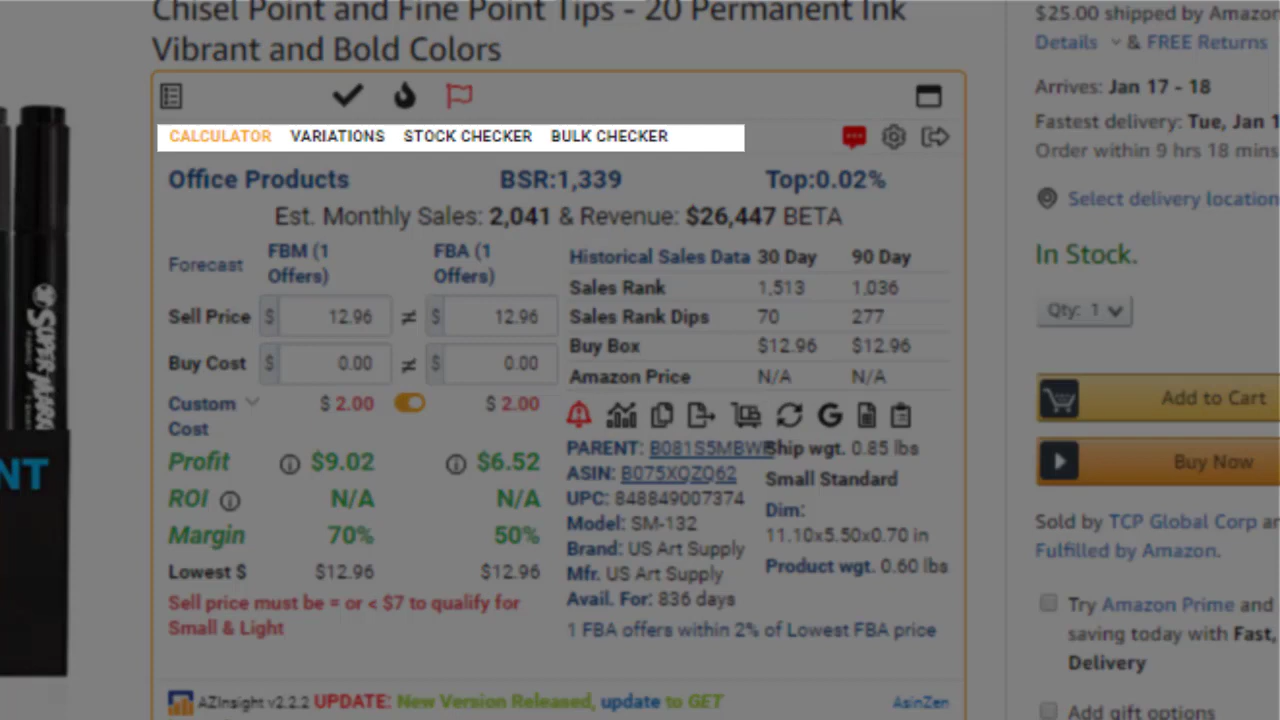 Chisel Point and Fine Point Tips - 20 Permanent Ink
Vibrant and Bold Colors
CALCULATOR VARIATIONS STOCK CHECKER BULK CHECKER
Office Products BSR:1,339 Top:0.02%
Est. Monthly Sales: 2,041 & Revenue: $26,447 BETA
Forecast FBM (1 Offers) FBA (1 Offers)
Sell Price $ 12.96 ≠ $ 12.96
Buy Cost $ 0.00 ≠ $ 0.00
Custom Cost $ 2.00 $ 2.00
Profit $9.02 $6.52
ROI N/A N/A
Margin 70% 50%
Lowest $ $12.96 $12.96
Sell price must be = or < $7 to qualify for
Small & Light
Historical Sales Data 30 Day 90 Day
Sales Rank 1,513 1,036
Sales Rank Dips 70 277
Buy Box $12.96 $12.96
Amazon Price N/A N/A
PARENT:
ASIN: B075XQZQ62
UPC: 848849007374
Model: SM-132
Brand: US Art Supply
Mfr. US Art Supply
Avail. For: 836 days
Ship wgt. 0.85 lbs
Small Standard
Dim:
11.10x5.50x0.70 in
Product wgt. 0.60 lbs
1 FBA offers within 2% of Lowest FBA price
AZInsight v2.2.2 UPDATE: New Version Released, update to GET AsinZen
$25.00 shipped by Amazon
Details & FREE Returns
Arrives: Jan 17 - 18
Fastest delivery: Tue, Jan 1
Order within 9 hrs 18 mins
Select delivery location
In Stock.
Qty: 1
Add to Cart
Buy Now
Sold by TCP Global Corp an
Fulfilled by Amazon.
Try Amazon Prime and
saving today with Fast,
Delivery
Add gift options
SUPER
NT